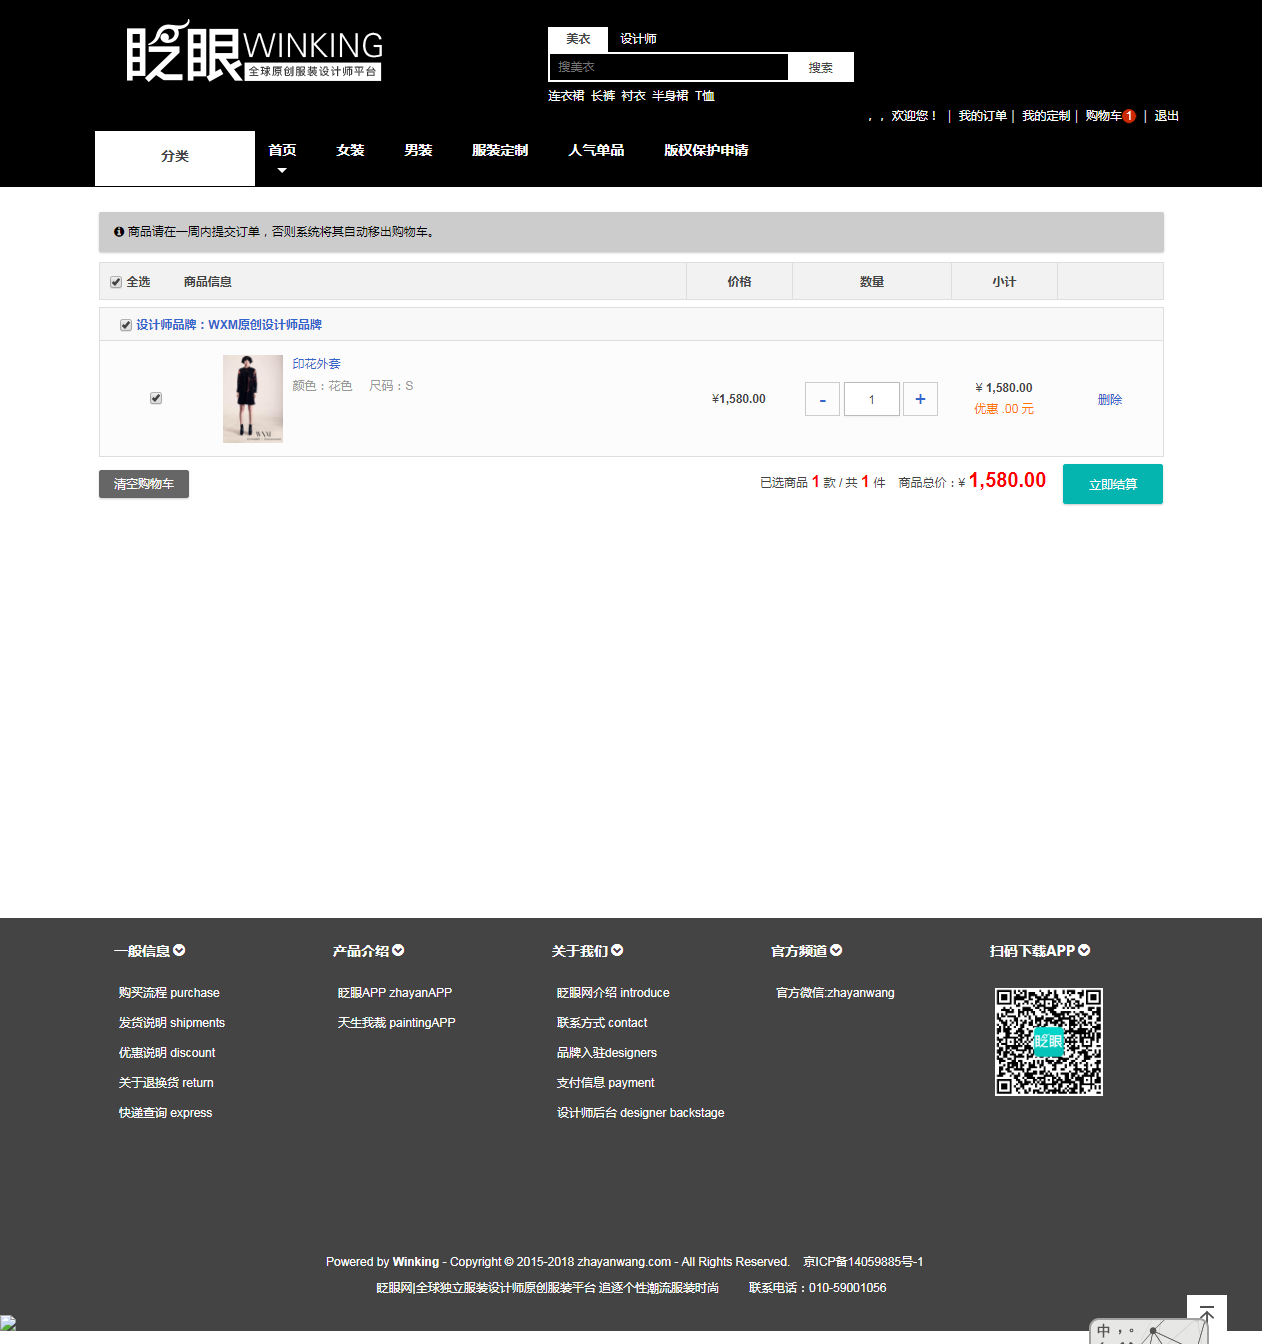 眨眼WINKING
全球原创服装设计师平台
美衣 设计师
搜美衣 搜索
连衣裙 长裤 衬衣 半身裙 T恤
，， 欢迎您！ | 我的订单 | 我的定制 | 购物车 1 | 退出
分类 首页 女装 男装 服装定制 人气单品 版权保护申请
商品请在一周内提交订单，否则系统将其自动移出购物车。
全选 商品信息 价格 数量 小计
设计师品牌：WXM原创设计师品牌
印花外套
颜色：花色 尺码：S
¥1,580.00 - 1 + ¥ 1,580.00 删除
优惠 .00 元
WXM
清空购物车 已选商品 1 款 / 共 1 件 商品总价：¥ 1,580.00 立即结算
一般信息 产品介绍 关于我们 官方频道 扫码下载APP
购买流程 purchase 眨眼APP zhayanAPP 眨眼网介绍 introduce 官方微信:zhayanwang
发货说明 shipments 天生我裁 paintingAPP 联系方式 contact
优惠说明 discount 品牌入驻designers
眨眼
关于退换货 return 支付信息 payment
快递查询 express 设计师后台 designer backstage
Powered by Winking - Copyright © 2015-2018 zhayanwang.com - All Rights Reserved. 京ICP备14059885号-1
眨眼网|全球独立服装设计师原创服装平台 追逐个性潮流服装时尚 联系电话：010-59001056
中 ，。